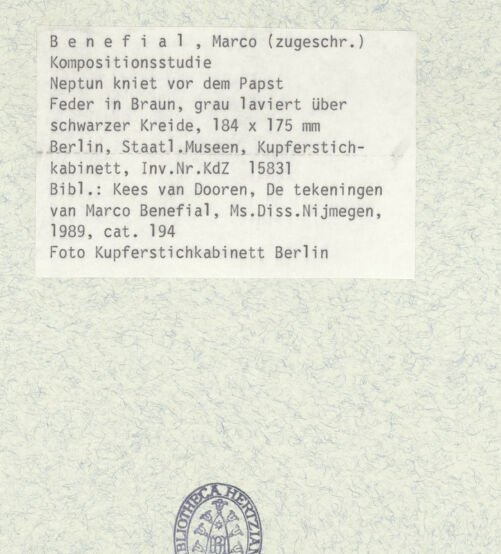 B e n e f i a l , Marco (zugeschr.)
Kompositionsstudie
Neptun kniet vor dem Papst
Feder in Braun, grau laviert über
schwarzer Kreide, 184 x 175 mm
Berlin, Staatl.Museen, Kupferstich-
kabinett, Inv.Nr.KdZ  15831
Bibl.: Kees van Dooren, De tekeningen
van Marco Benefial, Ms.Diss.Nijmegen,
1989, cat. 194
Foto Kupferstichkabinett Berlin
BIBLIOTHECA HERTZIAN